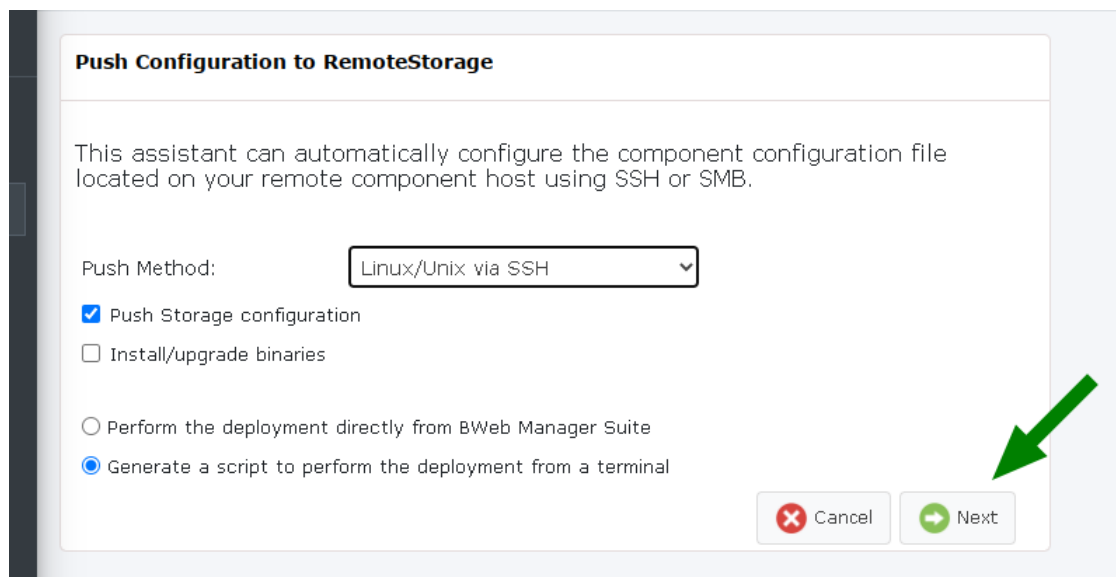 Push Configuration to RemoteStorage
This assistant can automatically configure the component configuration file
located on your remote component host using SSH or SMB.
Push Method:
Linux/Unix via SSH
Push Storage configuration
Install/upgrade binaries
Perform the deployment directly from BWeb Manager Suite
Generate a script to perform the deployment from a terminal
Cancel
Next